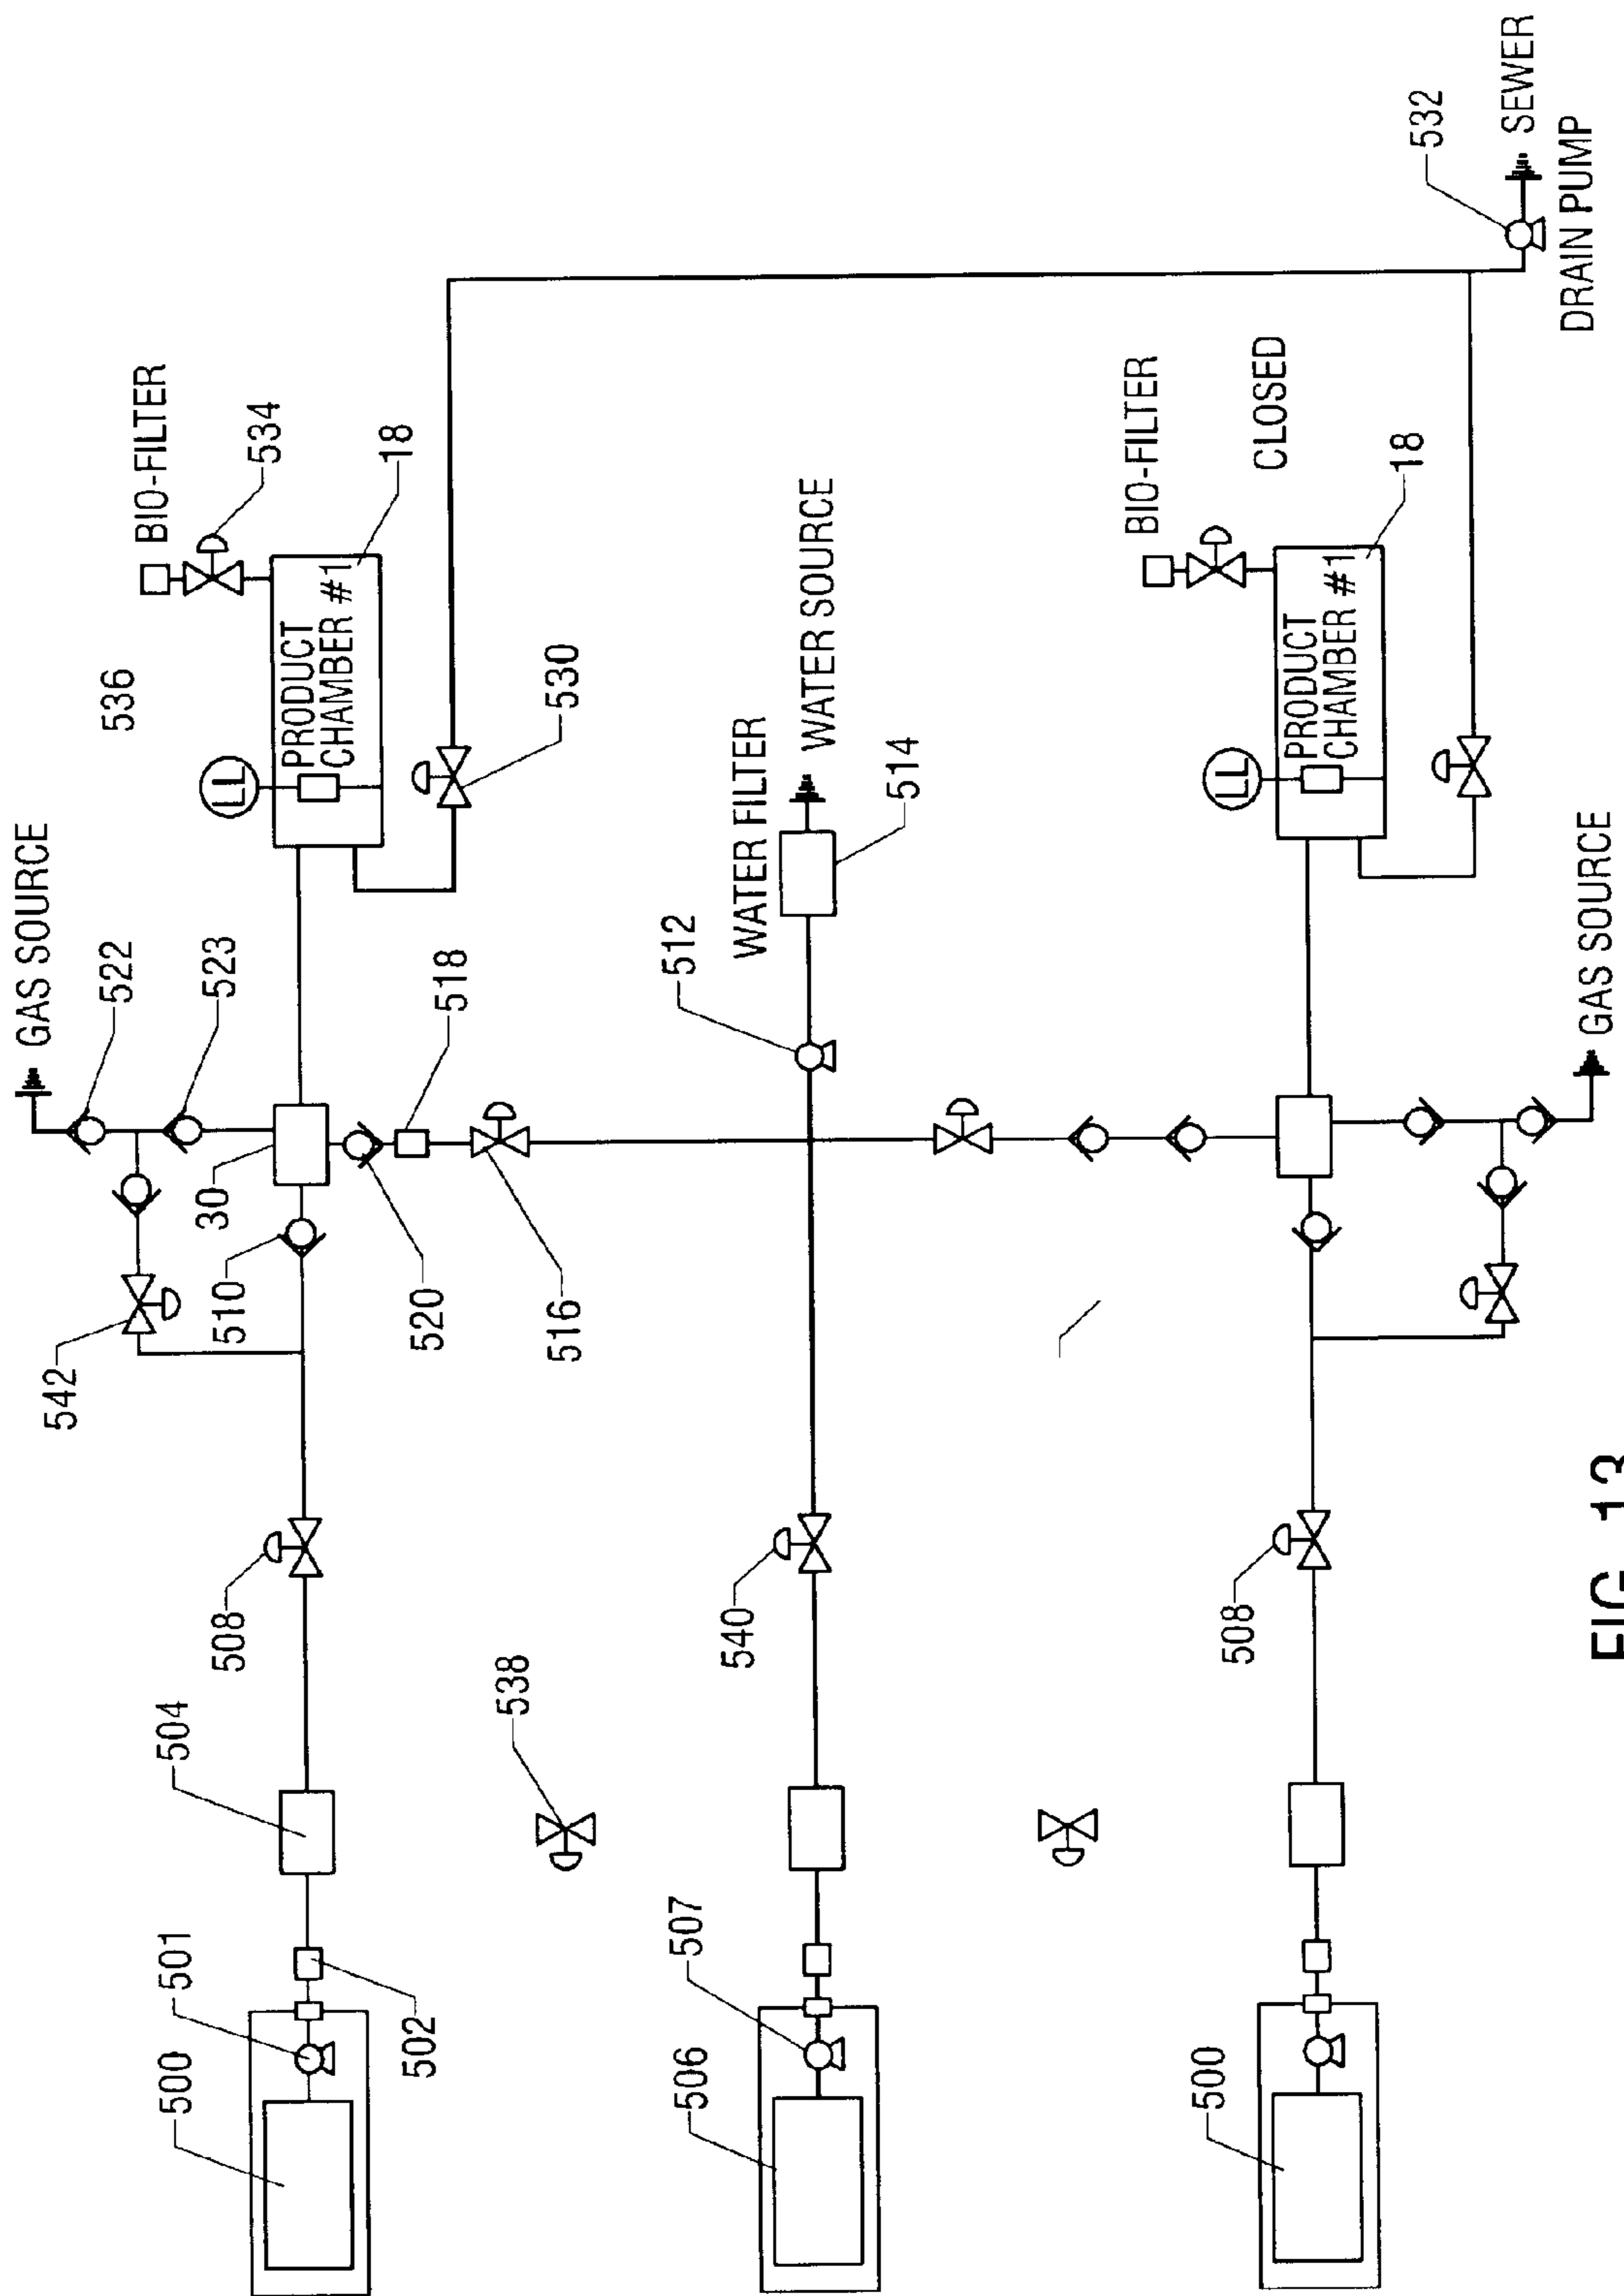 GAS SOURCE
542
522
536
BIO-FILTER
504
30
523
500
501
508
510
534
PRODUCT
CHAMBER #1
LL
18
502
520
518
530
538
516
506
507
540
512
WATER FILTER
WATER SOURCE
514
BIO-FILTER
500
508
LL
PRODUCT
CHAMBER #1
CLOSED
18
532
SEWER
DRAIN PUMP
GAS SOURCE
FIG. 13